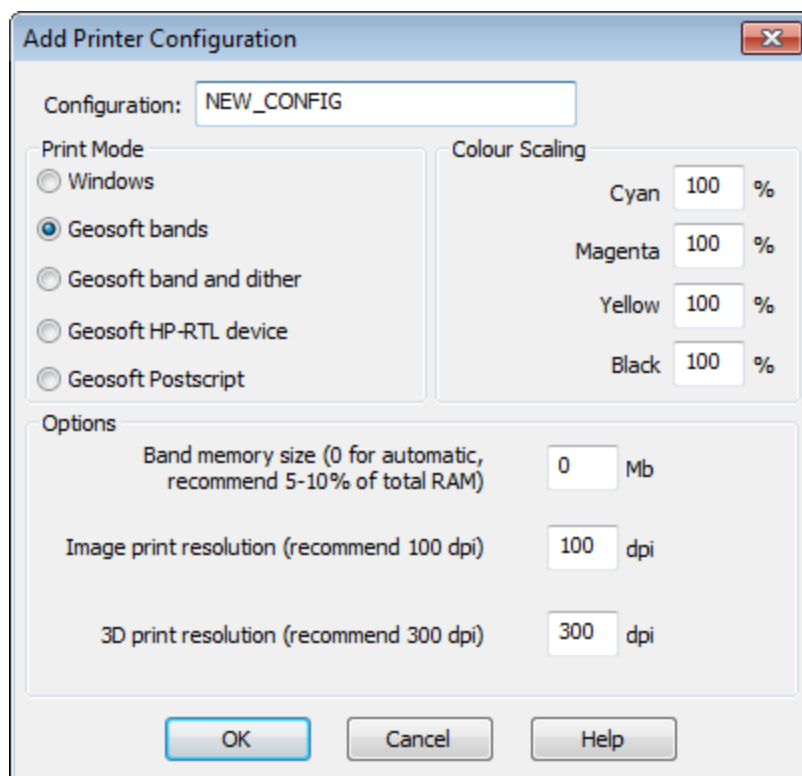 Add Printer Configuration
Configuration: NEW_CONFIG
Print Mode
Windows
Geosoft bands
Geosoft band and dither
Geosoft HP-RTL device
Geosoft Postscript
Colour Scaling
Cyan 100 %
Magenta 100 %
Yellow 100 %
Black 100 %
Options
Band memory size (0 for automatic,
recommend 5-10% of total RAM) 0 Mb
Image print resolution (recommend 100 dpi) 100 dpi
3D print resolution (recommend 300 dpi) 300 dpi
OK Cancel Help